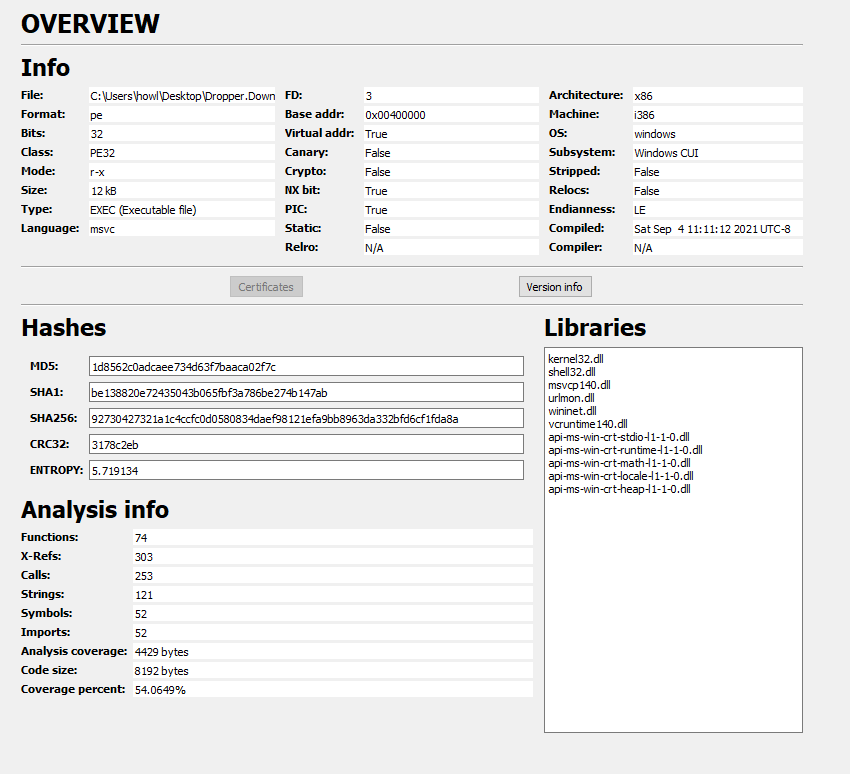 OVERVIEW
Info
File: C:\Users\howl\Desktop\Dropper.Down FD: 3 Architecture: x86
Format: pe Base addr: 0x00400000 Machine: i386
Bits: 32 Virtual addr: True OS: windows
Class: PE32 Canary: False Subsystem: Windows CUI
Mode: r-x Crypto: False Stripped: False
Size: 12 kB NX bit: True Relocs: False
Type: EXEC (Executable file) PIC: True Endianness: LE
Language: msvc Static: False Compiled: Sat Sep 4 11:11:12 2021 UTC-8
Relro: N/A Compiler: N/A
Certificates Version info
Hashes
MD5: 1d8562c0adcaee734d63f7baaca02f7c
SHA1: be138820e72435043b065fbf3a786be274b147ab
SHA256: 92730427321a1c4ccfc0d0580834daef98121efa9bb8963da332bfd6cf1fda8a
CRC32: 3178c2eb
ENTROPY: 5.719134
Analysis info
Functions: 74
X-Refs: 303
Calls: 253
Strings: 121
Symbols: 52
Imports: 52
Analysis coverage: 4429 bytes
Code size: 8192 bytes
Coverage percent: 54.0649%
Libraries
kernel32.dll
shell32.dll
msvcp140.dll
urlmon.dll
wininet.dll
vcruntime140.dll
api-ms-win-crt-stdio-l1-1-0.dll
api-ms-win-crt-runtime-l1-1-0.dll
api-ms-win-crt-math-l1-1-0.dll
api-ms-win-crt-locale-l1-1-0.dll
api-ms-win-crt-heap-l1-1-0.dll